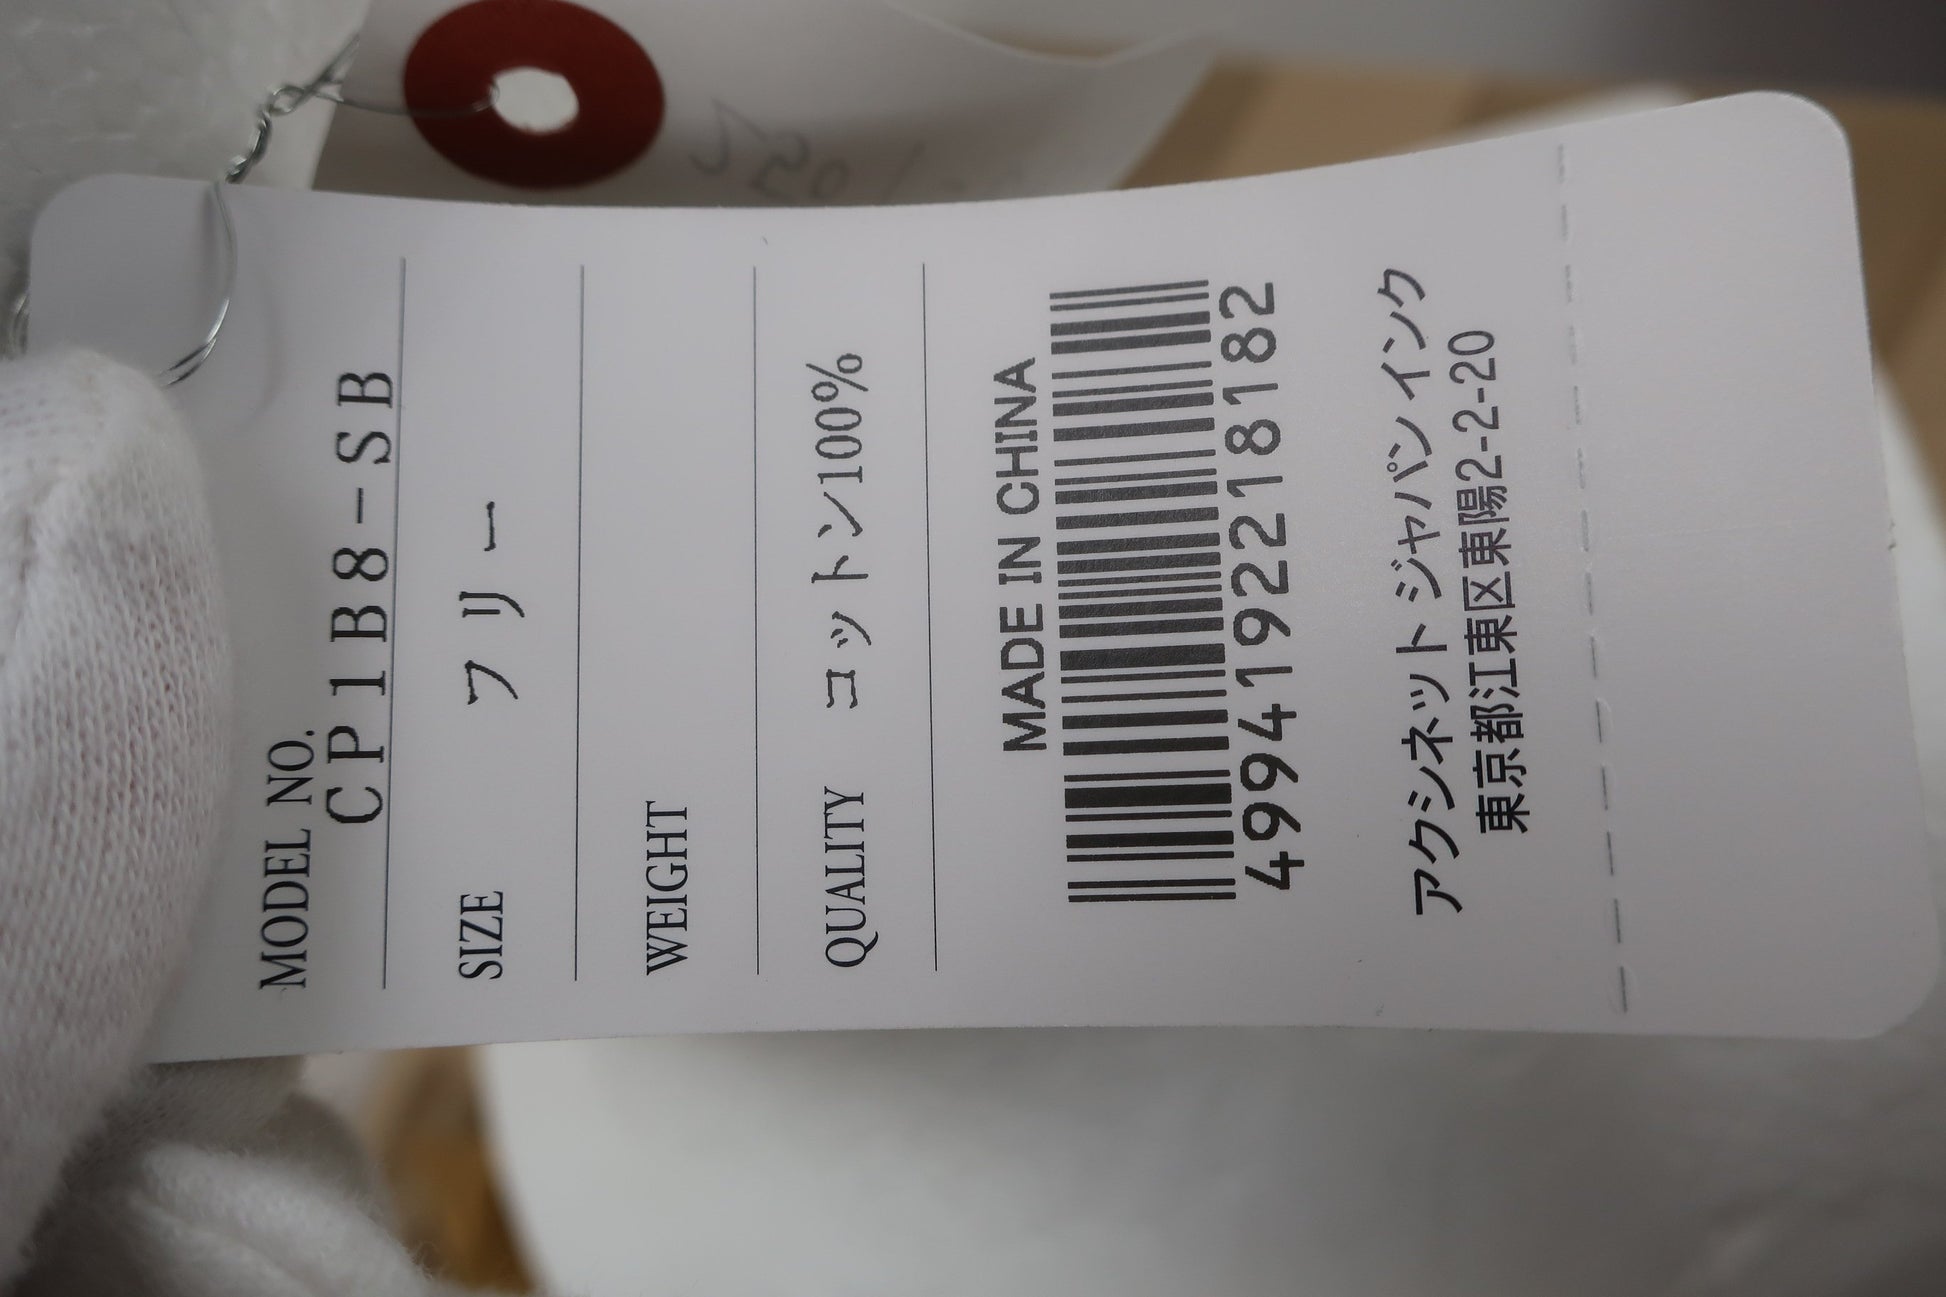 MODEL NO.
CP1B8-SB
SIZE フリー
WEIGHT
QUALITY コットン100%
MADE IN CHINA
4994192218182
アクシネット ジャパン インク
東京都江東区東陽2-2-20